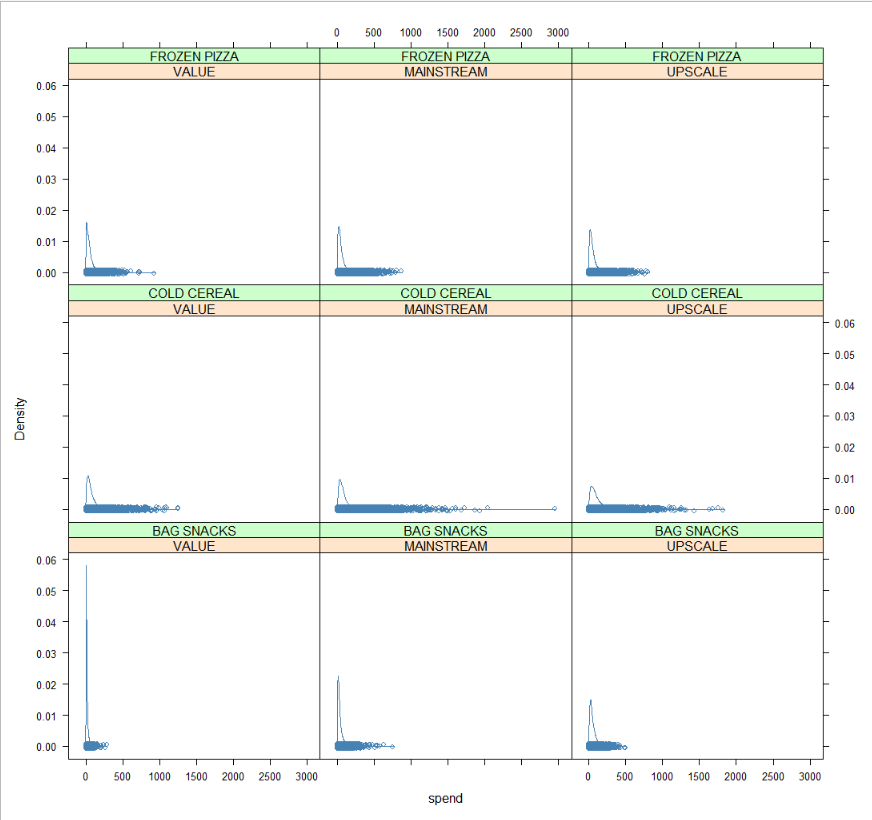 0 500 1000 1500 2000 2500 3000
FROZEN PIZZA FROZEN PIZZA FROZEN PIZZA
VALUE MAINSTREAM UPSCALE
0.06
0.05
0.04
0.03
0.02
0.01
0.00
COLD CEREAL COLD CEREAL COLD CEREAL
VALUE MAINSTREAM UPSCALE
0.06
0.05
0.04
0.03
0.02
0.01
0.00
Density
BAG SNACKS BAG SNACKS BAG SNACKS
VALUE MAINSTREAM UPSCALE
0.06
0.05
0.04
0.03
0.02
0.01
0.00
0 500 1000 1500 2000 2500 3000 0 500 1000 1500 2000 2500 3000
spend